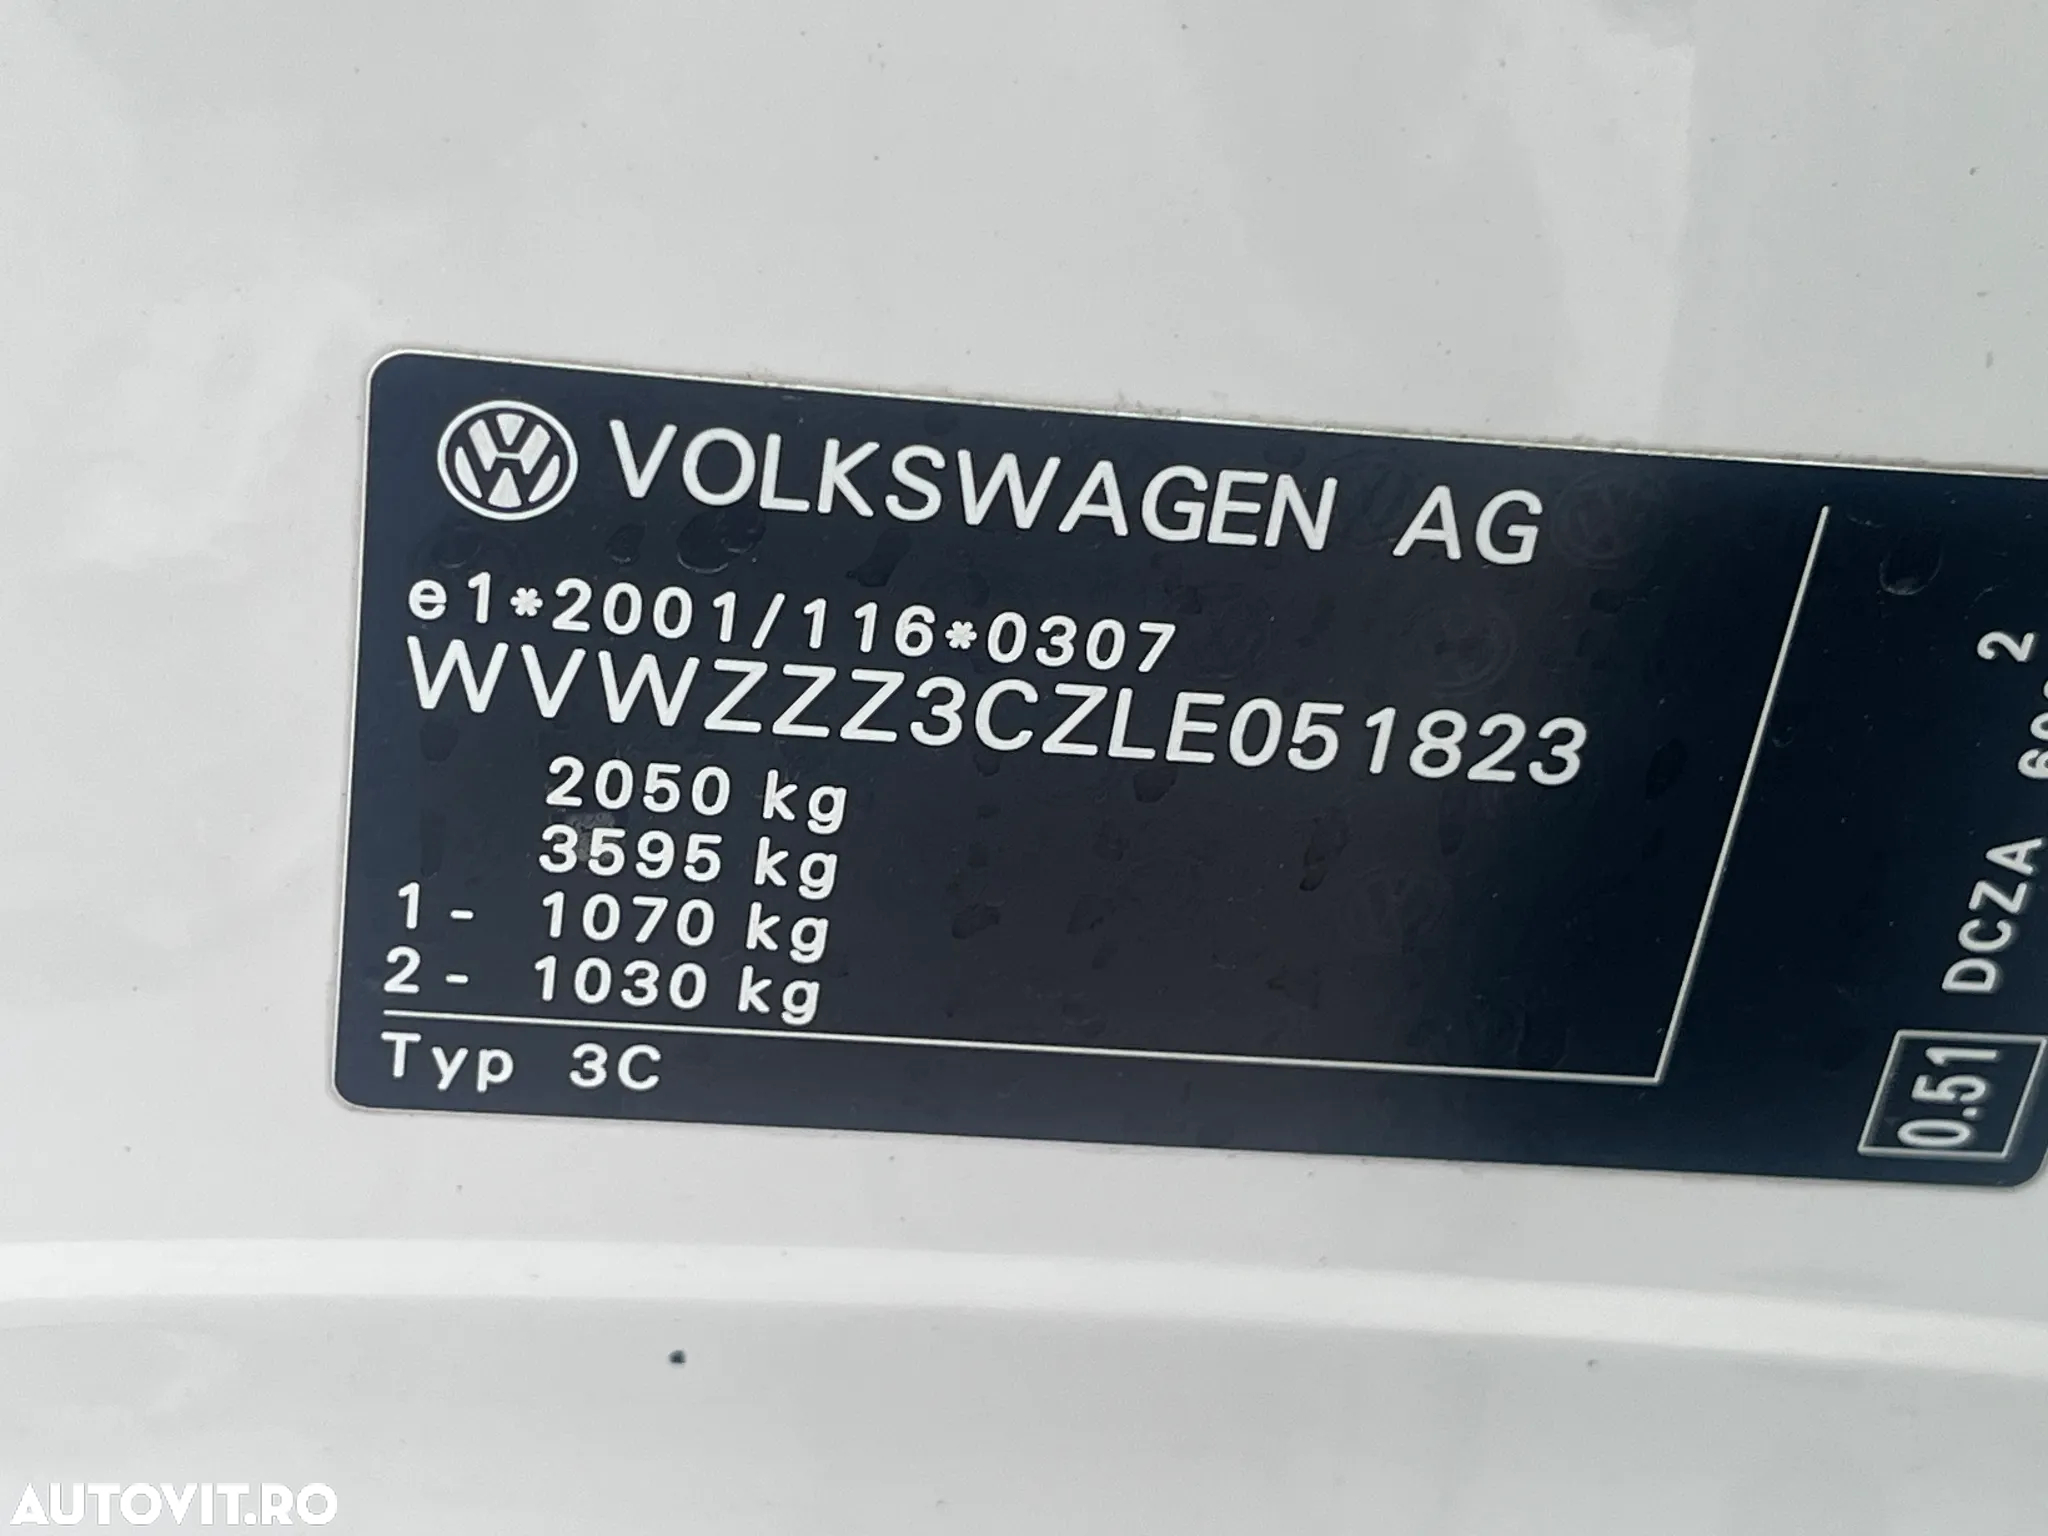 VOLKSWAGEN AG
e1*2001/116*0307
WVWZZZ3CZLE051823
2050 kg
3595 kg
1- 1070 kg
2- 1030 kg
Typ 3C
0.51 DCZA
2
AUTOVIT.RO